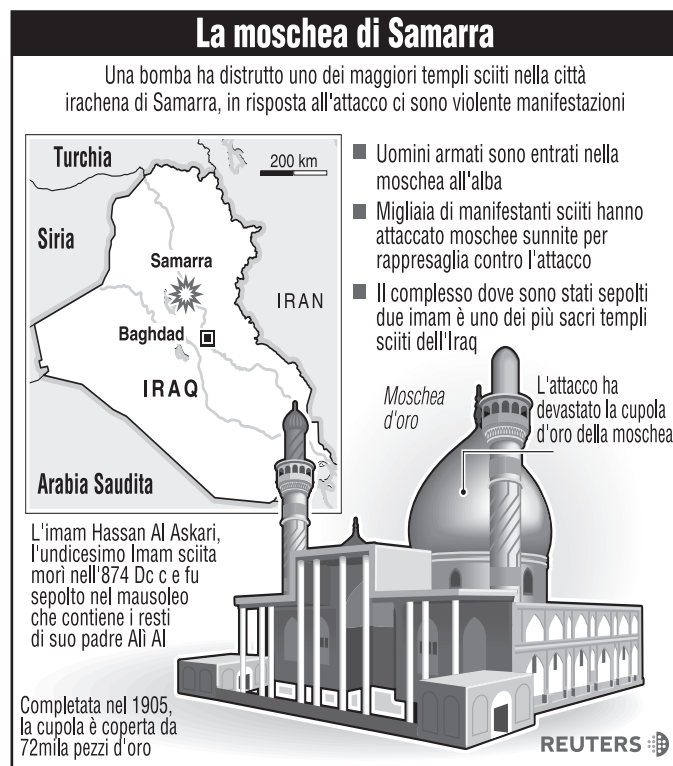 La moschea di Samarra
Una bomba ha distrutto uno dei maggiori templi sciiti nella città
irachena di Samarra, in risposta all'attacco ci sono violente manifestazioni
Turchia
200 km
Siria
Samarra
IRAN
Baghdad
IRAQ
Arabia Saudita
Uomini armati sono entrati nella
moschea all'alba
Migliaia di manifestanti sciiti hanno
attaccato moschee sunnite per
rappresaglia contro l'attacco
Il complesso dove sono stati sepolti
due imam è uno dei più sacri templi
sciiti dell'Iraq
Moschea
d'oro
L'attacco ha
devastato la cupola
d'oro della moschea
L'imam Hassan Al Askari,
l'undicesimo Imam sciita
morì nell'874 Dc c e fu
sepolto nel mausoleo
che contiene i resti
di suo padre Alì Al
Completata nel 1905,
la cupola è coperta da
72mila pezzi d'oro
REUTERS